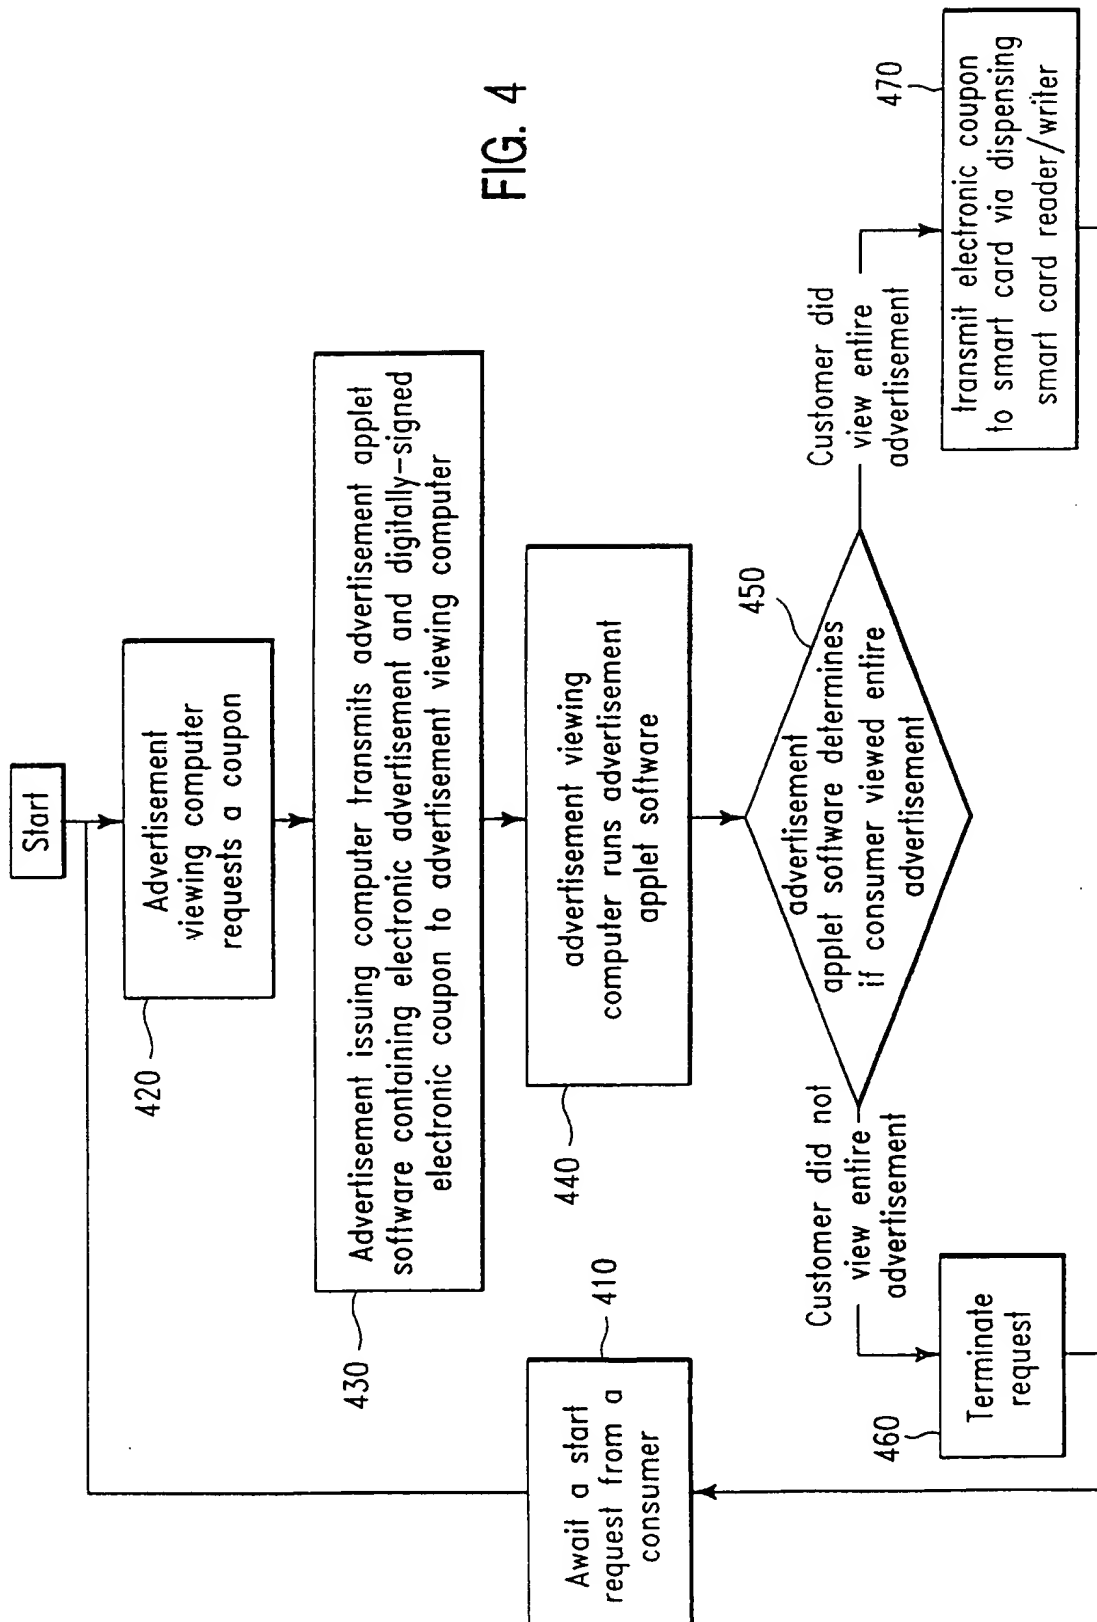 FIG. 4
Start
Advertisement
viewing computer
requests a coupon
420
Advertisement issuing computer transmits advertisement applet
software containing electronic advertisement and digitally-signed
electronic coupon to advertisement viewing computer
430
advertisement viewing
computer runs advertisement
applet software
440
410
Await a start
request from a
consumer
450
advertisement
applet software determines
if consumer viewed entire
advertisement
Customer did not
view entire
advertisement
Customer did
view entire
advertisement
460
Terminate
request
470
transmit electronic coupon
to smart card via dispensing
smart card reader/writer